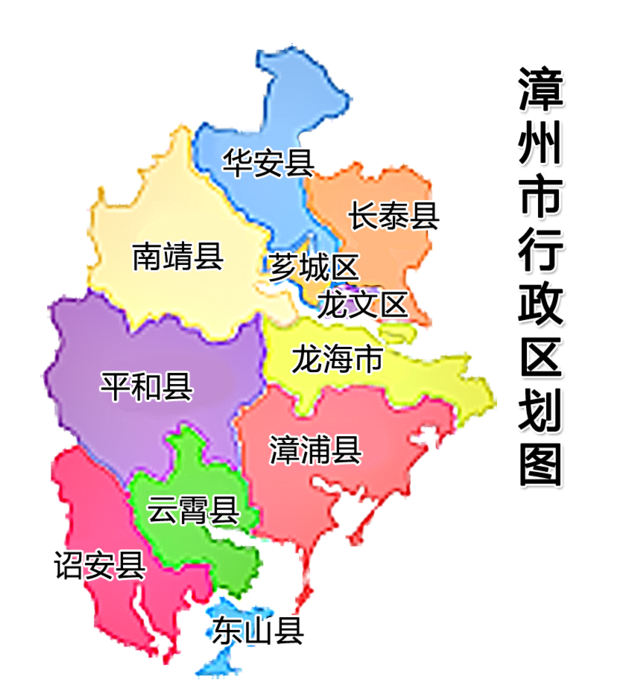 漳州市行政区划图
华安县
长泰县
南靖县
芗城区
龙文区
龙海市
平和县
漳浦县
云霄县
诏安县
东山县